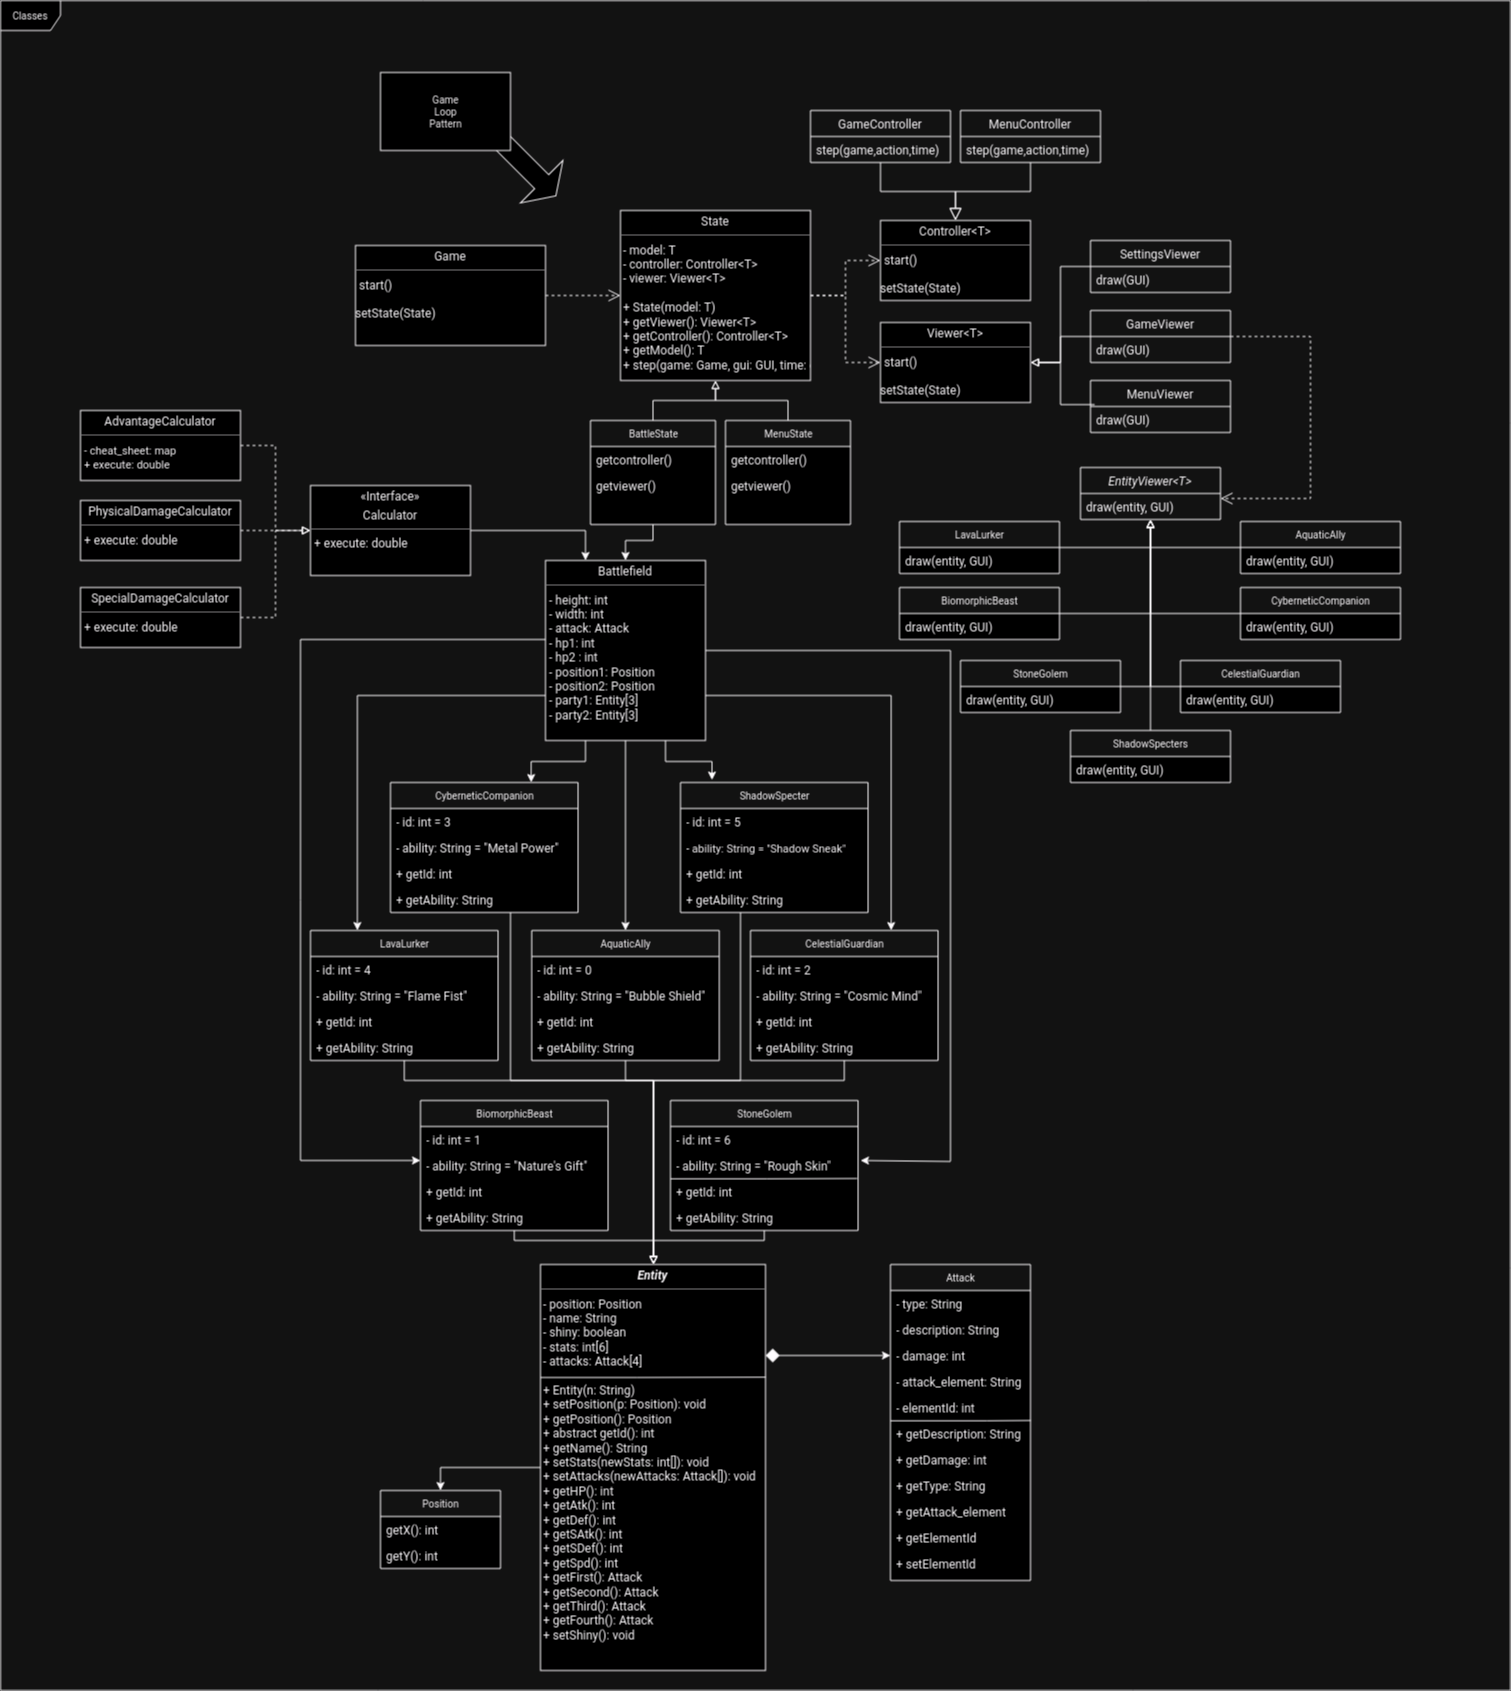 Classes
Game
Loop
Pattern
GameController
step(game,action,time)
MenuController
step(game,action,time)
State
- model: T
- controller: Controller<T>
- viewer: Viewer<T>
+ State(model: T)
+ getViewer(): Viewer<T>
+ getController(): Controller<T>
+ getModel(): T
+ step(game: Game, gui: GUI, time:
Game
start()
setState(State)
Controller<T>
start()
setState(State)
Viewer<T>
start()
setState(State)
SettingsViewer
draw(GUI)
GameViewer
draw(GUI)
MenuViewer
draw(GUI)
AdvantageCalculator
- cheat_sheet: map
+ execute: double
PhysicalDamageCalculator
+ execute: double
SpecialDamageCalculator
+ execute: double
«Interface»
Calculator
+ execute: double
BattleState
getcontroller()
getviewer()
MenuState
getcontroller()
getviewer()
EntityViewer<T>
draw(entity, GUI)
LavaLurker
draw(entity, GUI)
AquaticAlly
draw(entity, GUI)
BiomorphicBeast
draw(entity, GUI)
CyberneticCompanion
draw(entity, GUI)
StoneGolem
draw(entity, GUI)
CelestialGuardian
draw(entity, GUI)
ShadowSpecters
draw(entity, GUI)
Battlefield
- height: int
- width: int
- attack: Attack
- hp1: int
- hp2 : int
- position1: Position
- position2: Position
- party1: Entity[3]
- party2: Entity[3]
CyberneticCompanion
- id: int = 3
- ability: String = "Metal Power"
+ getId: int
+ getAbility: String
ShadowSpecter
- id: int = 5
- ability: String = "Shadow Sneak"
+ getId: int
+ getAbility: String
LavaLurker
- id: int = 4
- ability: String = "Flame Fist"
+ getId: int
+ getAbility: String
AquaticAlly
- id: int = 0
- ability: String = "Bubble Shield"
+ getId: int
+ getAbility: String
CelestialGuardian
- id: int = 2
- ability: String = "Cosmic Mind"
+ getId: int
+ getAbility: String
BiomorphicBeast
- id: int = 1
- ability: String = "Nature's Gift"
+ getId: int
+ getAbility: String
StoneGolem
- id: int = 6
- ability: String = "Rough Skin"
+ getId: int
+ getAbility: String
Entity
- position: Position
- name: String
- shiny: boolean
- stats: int[6]
- attacks: Attack[4]
+ Entity(n: String)
+ setPosition(p: Position): void
+ getPosition(): Position
+ abstract getId(): int
+ getName(): String
+ setStats(newStats: int[]): void
+ setAttacks(newAttacks: Attack[]): void
+ getHP(): int
+ getAtk(): int
+ getDef(): int
+ getSAtk(): int
+ getSDef(): int
+ getSpd(): int
+ getFirst(): Attack
+ getSecond(): Attack
+ getThird(): Attack
+ getFourth(): Attack
+ setShiny(): void
Attack
- type: String
- description: String
- damage: int
- attack_element: String
- elementId: int
+ getDescription: String
+ getDamage: int
+ getType: String
+ getAttack_element
+ getElementId
+ setElementId
Position
getX(): int
getY(): int